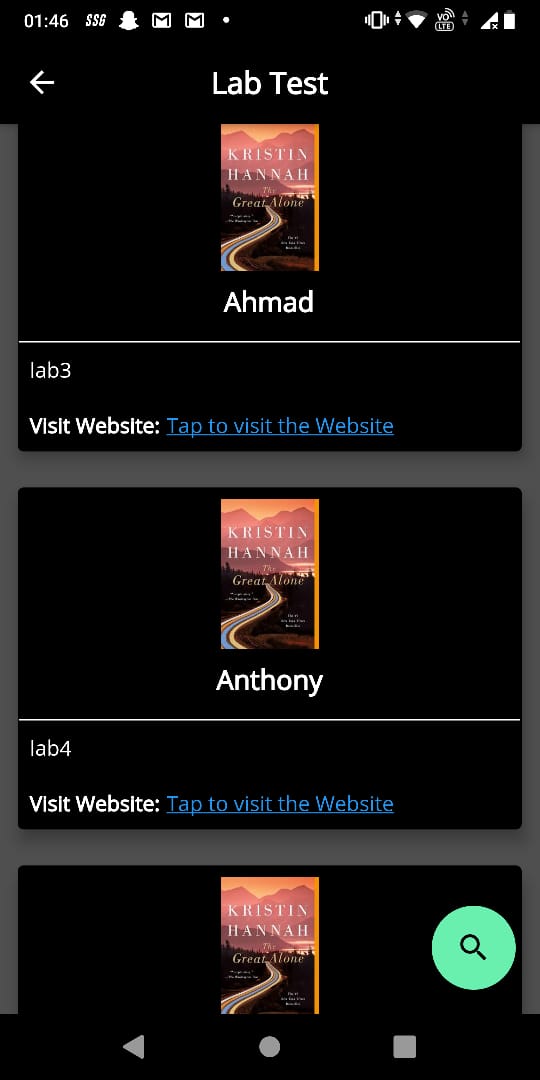 01:46 SSG VO LTE
Lab Test
KRISTIN
HANNAH
The
Great Alone
Ahmad
lab3
Visit Website: Tap to visit the Website
KRISTIN
HANNAH
The
Great Alone
Anthony
lab4
Visit Website: Tap to visit the Website
KRISTIN
HANNAH
The
Great Alone